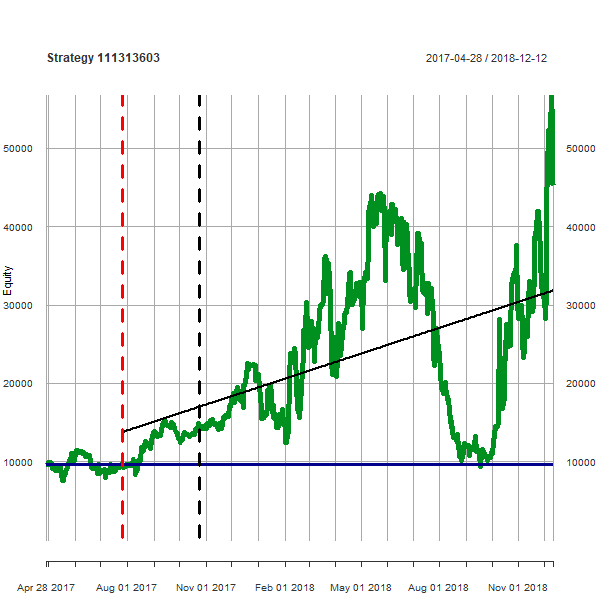 Strategy 111313603
2017-04-28 / 2018-12-12
50000
50000
40000
40000
Equity
30000
30000
20000
20000
10000
10000
Apr 28 2017
Aug 01 2017
Nov 01 2017
Feb 01 2018
May 01 2018
Aug 01 2018
Nov 01 2018